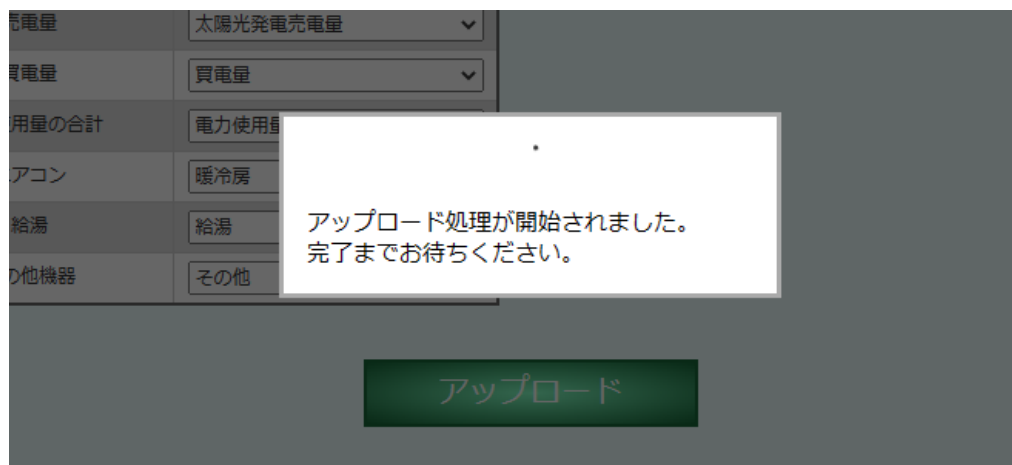 売電量 太陽光発電売電量
買電量 買電量
用量の合計 電力使用量
アコン 暖冷房
給湯 給湯
の他機器 その他
アップロード処理が開始されました。
完了までお待ちください。
アップロード